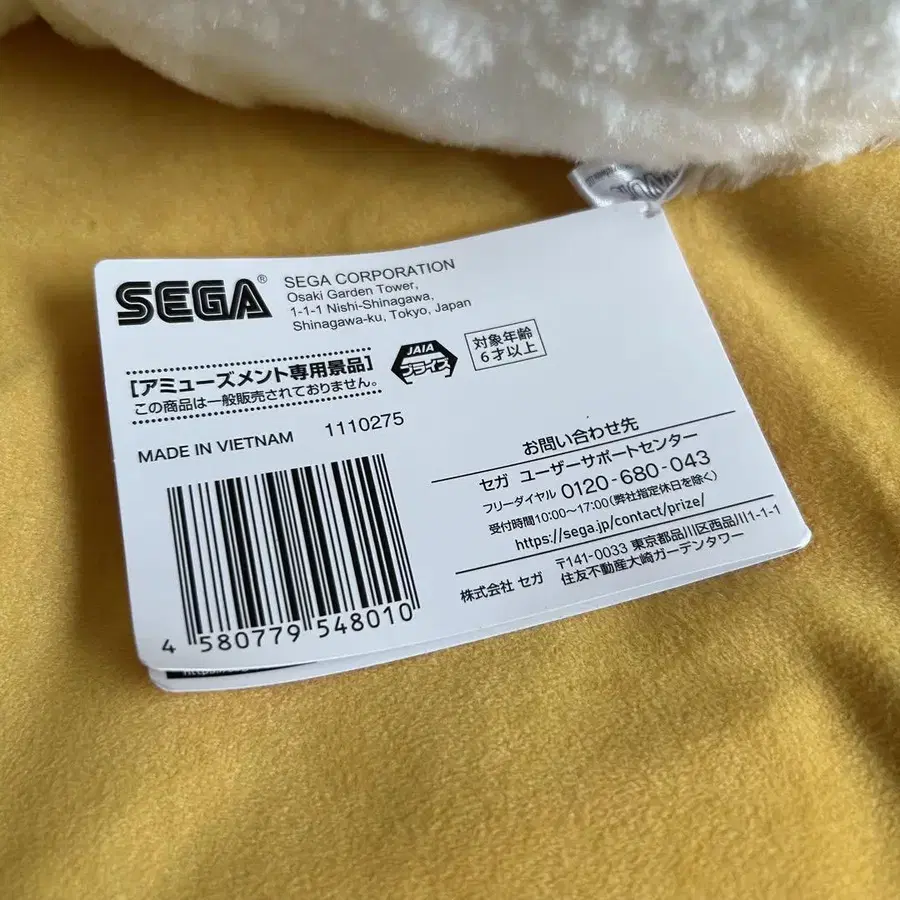 SEGA®
SEGA CORPORATION
Osaki Garden Tower,
1-1-1 Nishi-Shinagawa,
Shinagawa-ku, Tokyo, Japan
[アミューズメント専用景品]
この商品は一般販売されておりません。
JAIA
プライズ
対象年齢
6才以上
MADE IN VIETNAM 1110275
4 580779 548010
お問い合わせ先
セガ ユーザーサポートセンター
フリーダイヤル 0120-680-043
受付時間10:00~17:00(弊社指定休日を除く)
https://sega.jp/contact/prize/
株式会社 セガ 〒141-0033 東京都品川区西品川1-1-1
住友不動産大崎ガーデンタワー